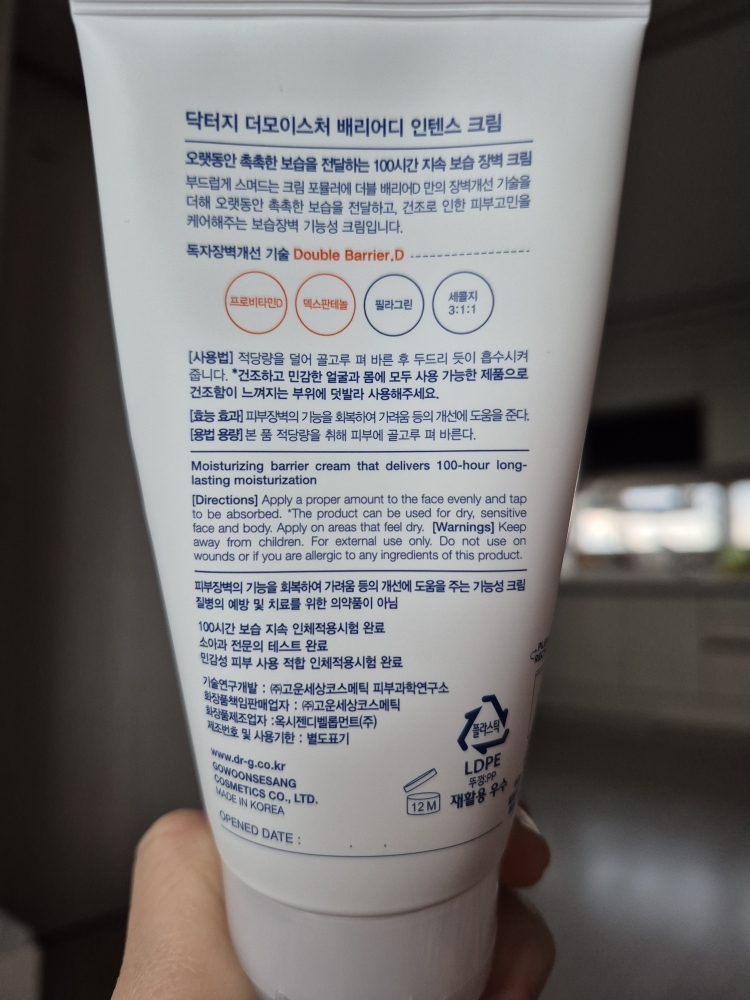 닥터지 더모이스처 배리어디 인텐스 크림
오랫동안 촉촉한 보습을 전달하는 100시간 지속 보습 장벽 크림
부드럽게 스며드는 크림 포뮬러에 더블 배리어D 만의 장벽개선 기술을
더해 오랫동안 촉촉한 보습을 전달하고, 건조로 인한 피부고민을
케어해주는 보습장벽 기능성 크림입니다.
독자장벽개선 기술 Double Barrier.D
프로비타민D 덱스판테놀 필라그린 세콜지
3:1:1
[사용법] 적당량을 덜어 골고루 펴 바른 후 두드리 듯이 흡수시켜
줍니다. *건조하고 민감한 얼굴과 몸에 모두 사용 가능한 제품으로
건조함이 느껴지는 부위에 덧발라 사용해주세요.
[효능 효과] 피부장벽의 기능을 회복하여 가려움 등의 개선에 도움을 준다.
[용법 용량] 본 품 적당량을 취해 피부에 골고루 펴 바른다.
Moisturizing barrier cream that delivers 100-hour long-
lasting moisturization
[Directions] Apply a proper amount to the face evenly and tap
to be absorbed. *The product can be used for dry, sensitive
face and body. Apply on areas that feel dry. [Warnings] Keep
away from children. For external use only. Do not use on
wounds or if you are allergic to any ingredients of this product.
피부장벽의 기능을 회복하여 가려움 등의 개선에 도움을 주는 기능성 크림
질병의 예방 및 치료를 위한 의약품이 아님
100시간 보습 지속 인체적용시험 완료
소아과 전문의 테스트 완료
민감성 피부 사용 적합 인체적용시험 완료
기술연구개발 : ㈜고운세상코스메틱 피부과학연구소
화장품책임판매업자 : ㈜고운세상코스메틱
화장품제조업자 :옥시젠디벨롭먼트(주)
제조번호 및 사용기한 : 별도표기
www.dr-g.co.kr
GOWOONSESANG
COSMETICS CO., LTD.
MADE IN KOREA
OPENED DATE :
12 M
플라스틱
LDPE
뚜껑:PP
재활용 우수